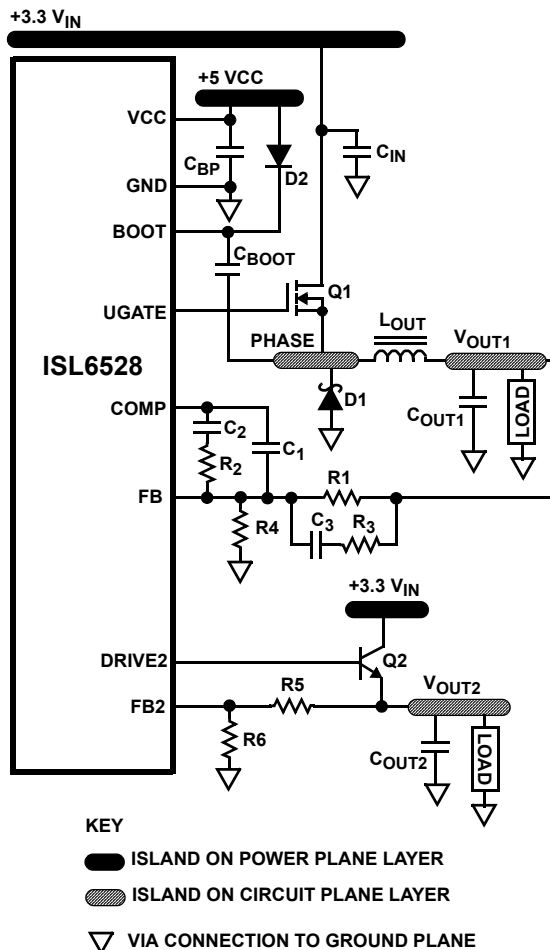 +3.3 VIN
+5 VCC
VCC
CBP
D2
CIN
GND
BOOT
CBOOT
UGATE
Q1
LOUT
PHASE
VOUT1
ISL6528
D1
COUT1
LOAD
COMP
C2
C1
R2
R1
FB
R4
C3
R3
+3.3 VIN
DRIVE2
Q2
R5
VOUT2
FB2
R6
COUT2
LOAD
KEY
ISLAND ON POWER PLANE LAYER
ISLAND ON CIRCUIT PLANE LAYER
VIA CONNECTION TO GROUND PLANE